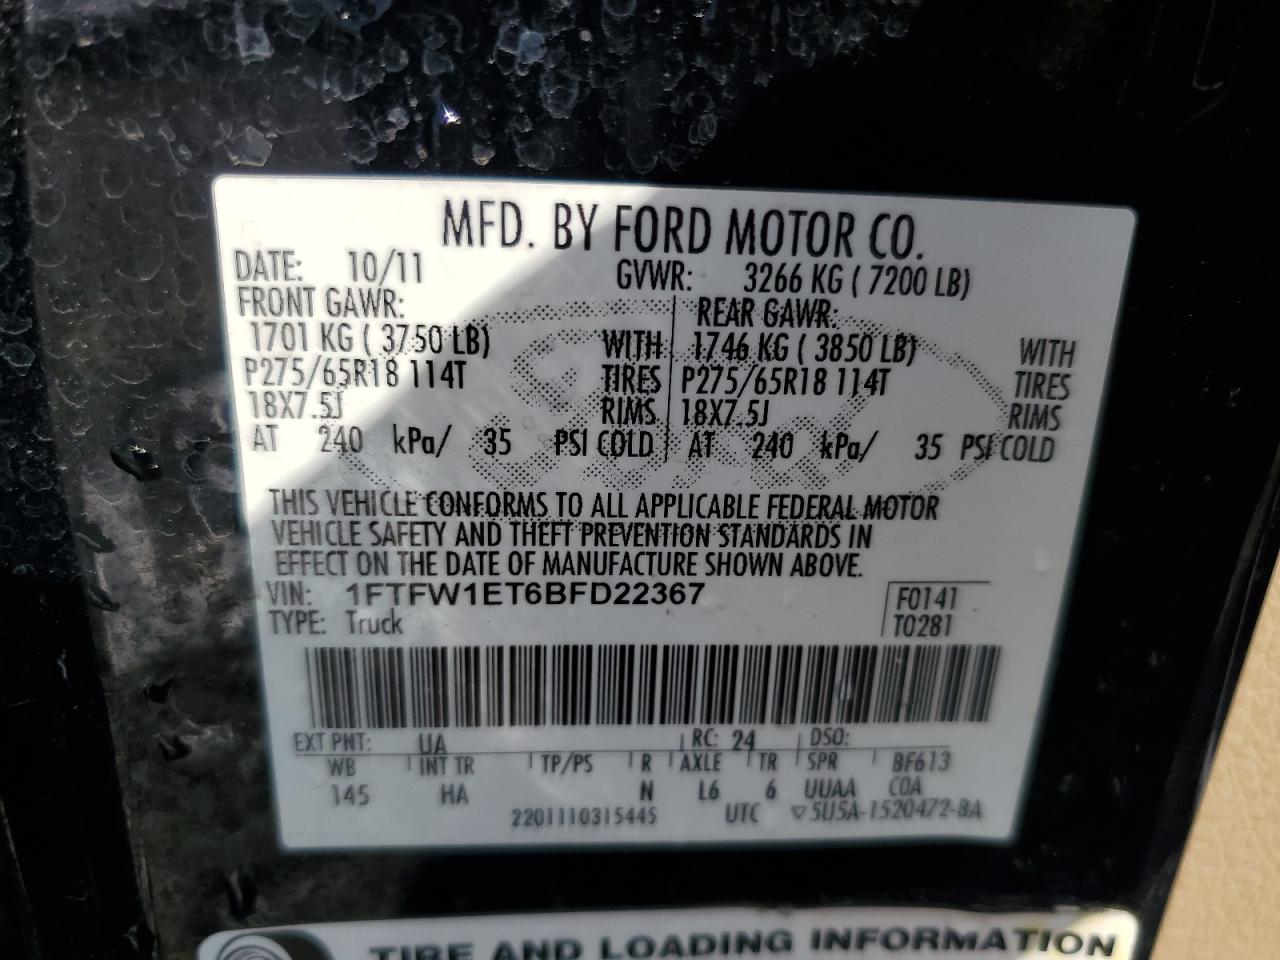 MFD. BY FORD MOTOR CO.
DATE: 10/11 GVWR: 3266 KG ( 7200 LB)
FRONT GAWR: REAR GAWR:
1701 KG ( 3750 LB) WITH 1746 KG ( 3850 LB) WITH
P275/65R18 114T TIRES P275/65R18 114T TIRES
18X7.5J RIMS 18X7.5J RIMS
AT 240 kPa/ 35 PSI COLD AT 240 kPa/ 35 PSI COLD
THIS VEHICLE CONFORMS TO ALL APPLICABLE FEDERAL MOTOR
VEHICLE SAFETY AND THEFT PREVENTION STANDARDS IN
EFFECT ON THE DATE OF MANUFACTURE SHOWN ABOVE.
VIN: 1FTFW1ET6BFD22367 F0141
TYPE: Truck T0281
EXT PNT: UA RC: 24 DSO:
WB INT TR TP/PS R AXLE TR SPR BF613
145 HA N L6 6 UUAA COA
2201110315445 UTC ▽5U5A-1520472-BA
TIRE AND LOADING INFORMATION